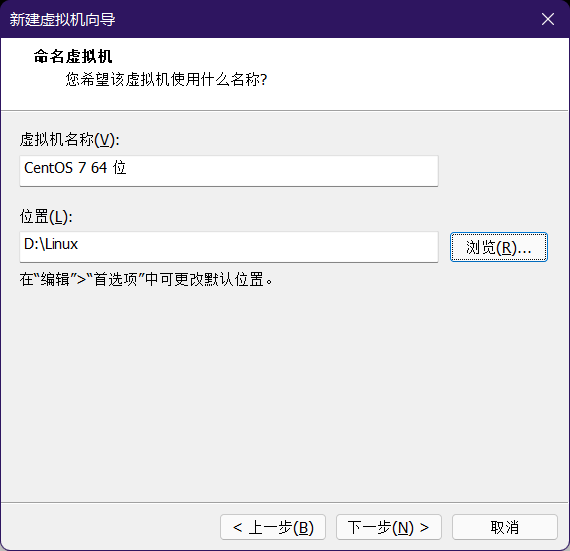 新建虚拟机向导
命名虚拟机
您希望该虚拟机使用什么名称?
虚拟机名称(V):
CentOS 7 64 位
位置(L):
D:\Linux
浏览(R)...
在“编辑”>“首选项”中可更改默认位置。
< 上一步(B)
下一步(N) >
取消